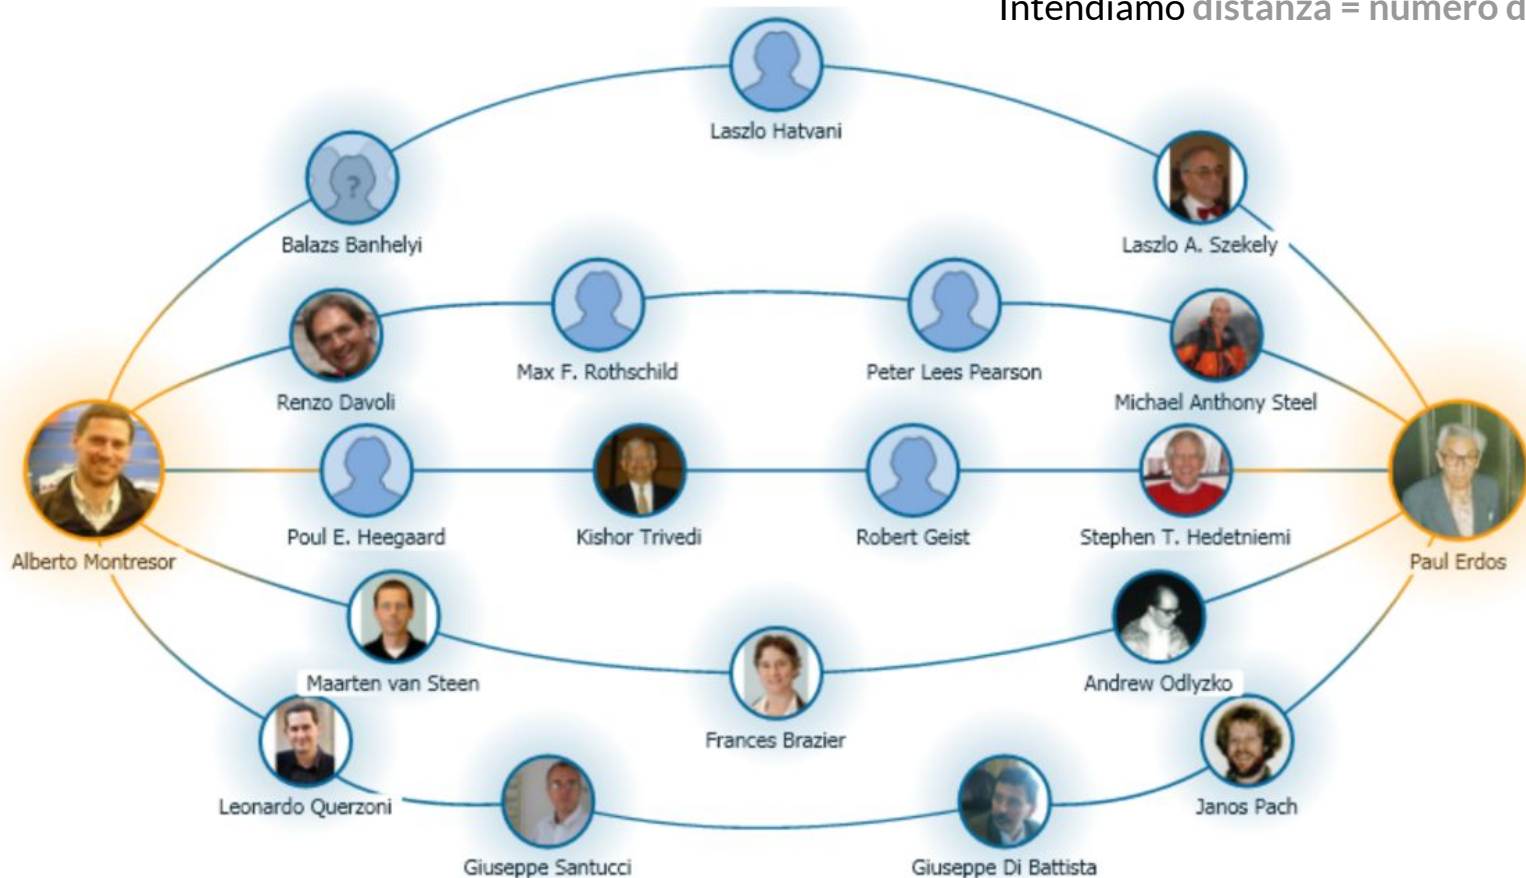 Intendiamo distanza = numero d
Laszlo Hatvani
Balazs Banhelyi
Laszlo A. Szekely
?
Max F. Rothschild
Peter Lees Pearson
Renzo Davoli
Michael Anthony Steel
Poul E. Heegaard
Kishor Trivedi
Robert Geist
Stephen T. Hedetniemi
Alberto Montresor
Paul Erdos
Maarten van Steen
Andrew Odlyzko
Frances Brazier
Leonardo Querzoni
Janos Pach
Giuseppe Santucci
Giuseppe Di Battista